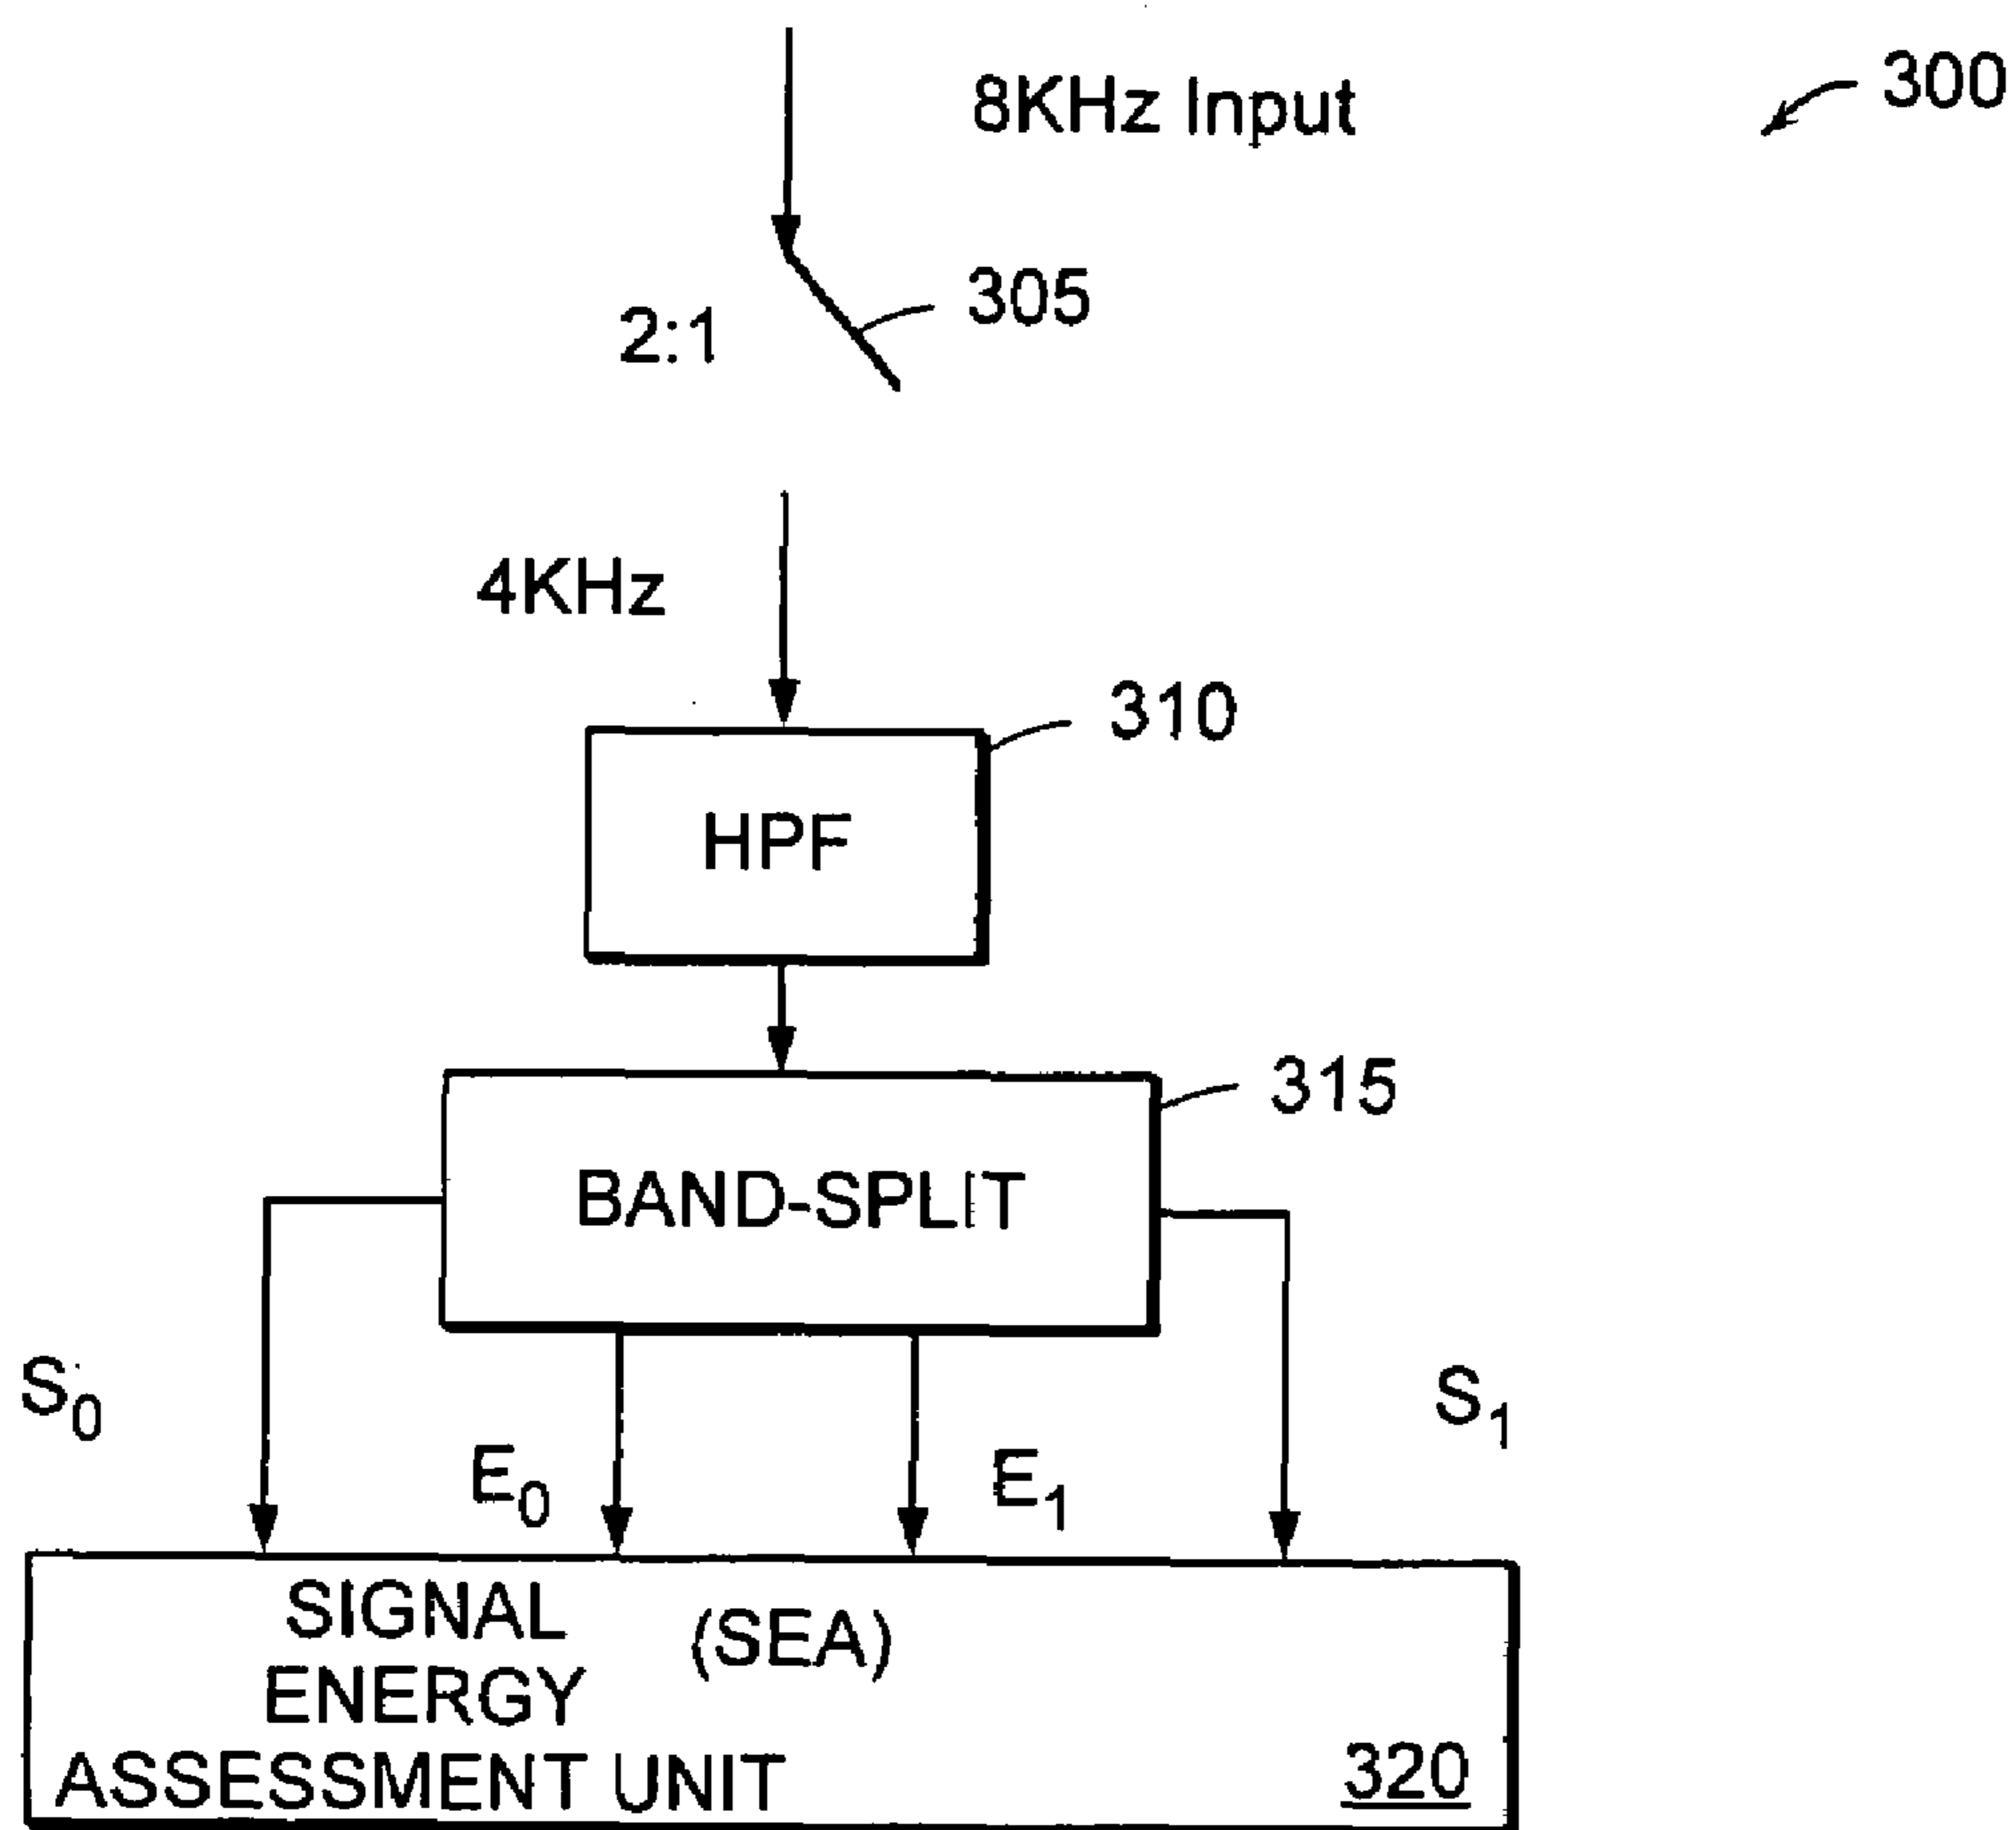 8KHz Input
300
305
2:1
4KHz
310
HPF
315
BAND-SPLIT
S0
S1
E0
E1
SIGNAL (SEA)
ENERGY
ASSESSMENT UNIT
320